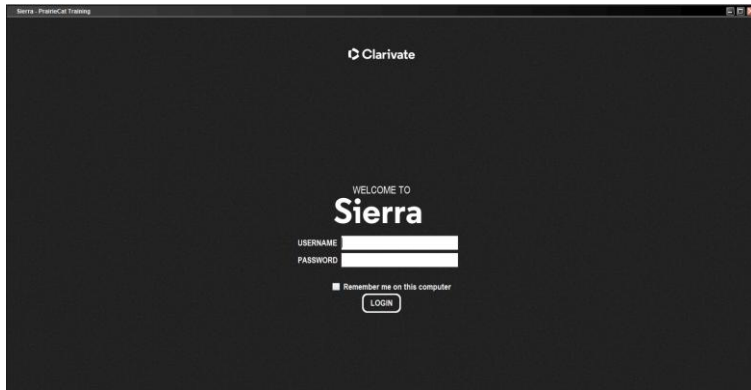 Sierra - PrairieCat Training
Clarivate
WELCOME TO
Sierra
USERNAME
PASSWORD
Remember me on this computer
LOGIN